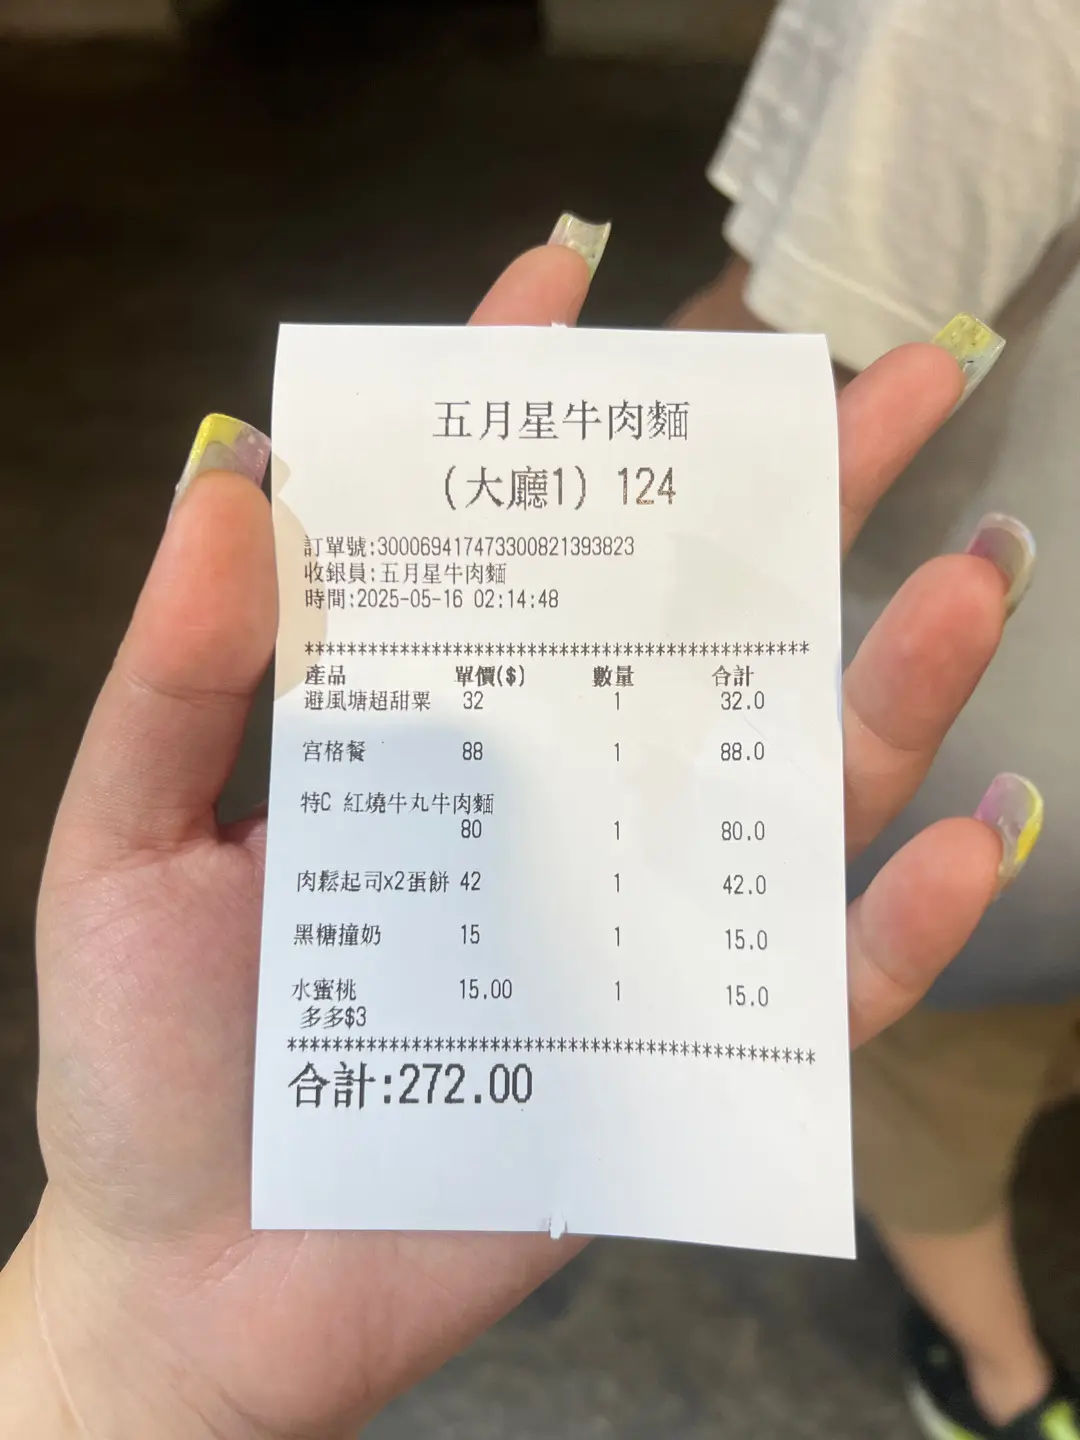 五月星牛肉麵
(大廳1) 124
訂單號:3000694174733008213​93823
收銀員:五月星牛肉麵
時間:2025-05-16 02:14:48
***********************************************
產品 單價($) 數量 合計
避風塘超甜粟 32 1 32.0
宮格餐 88 1 88.0
特C 紅燒牛丸牛肉麵
80 1 80.0
肉鬆起司x2蛋餅 42 1 42.0
黑糖撞奶 15 1 15.0
水蜜桃 15.00 1 15.0
多多$3
***********************************************
合計:272.00